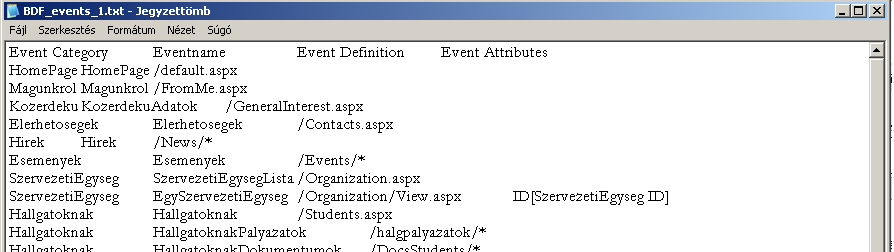 BDF_events_1.txt - Jegyzettömb
Fájl Szerkesztés Formátum Nézet Súgó
Event Category Eventname Event Definition Event Attributes
HomePage HomePage /default.aspx
Magunkrol Magunkrol /FromMe.aspx
Kozerdeku KozerdekuAdatok /GeneralInterest.aspx
Elerhetosegek Elerhetosegek /Contacts.aspx
Hirek Hirek /News/*
Esemenyek Esemenyek /Events/*
SzervezetiEgyseg SzervezetiEgysegLista /Organization.aspx
SzervezetiEgyseg EgySzervezetiEgyseg /Organization/View.aspx ID[SzervezetiEgyseg ID]
Hallgatoknak Hallgatoknak /Students.aspx
Hallgatoknak HallgatoknakPalyazatok /halgpalyazatok/*
Hallgatoknak HallgatoknakDokumentumok /DocsStudents/*